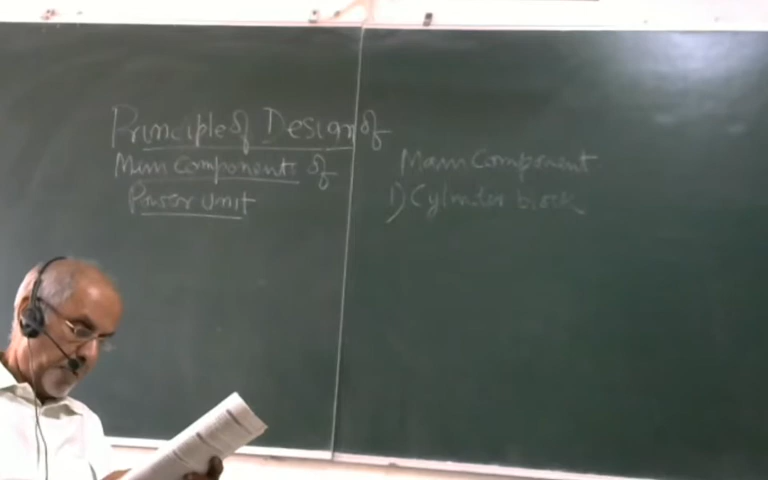 Principle of Design of
Main Components of
Power Unit
Main Component
1) Cylinder block